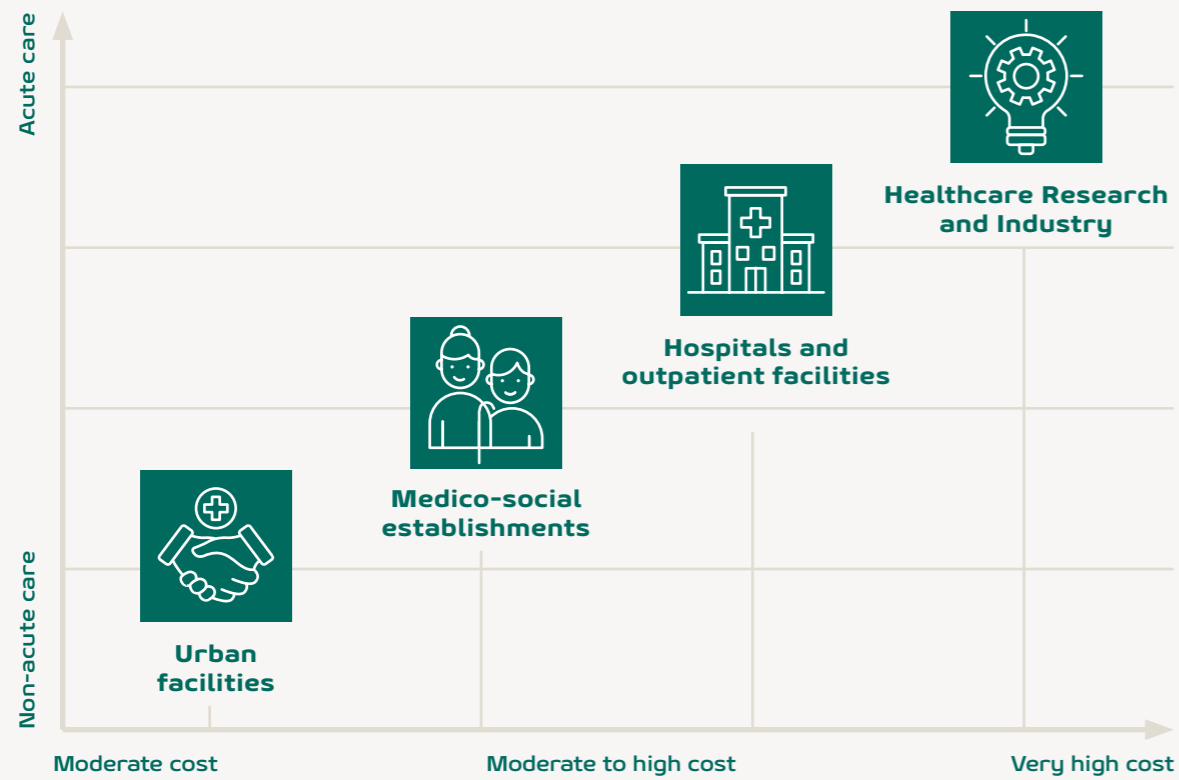 Acute care
Healthcare Research
and Industry
Hospitals and
outpatient facilities
Medico-social
establishments
Non-acute care
Urban
facilities
Moderate cost
Moderate to high cost
Very high cost